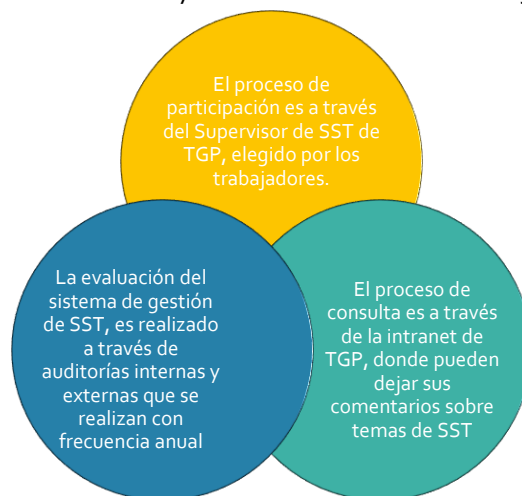 El proceso de
participación es a través
del Supervisor de SST de
TGP, elegido por los
trabajadores.
La evaluación del
sistema de gestión
de SST, es realizado
a través de
auditorías internas y
externas que se
realizan con
frecuencia anual
El proceso de
consulta es a través
de la intranet de
TGP, donde pueden
dejar sus
comentarios sobre
temas de SST